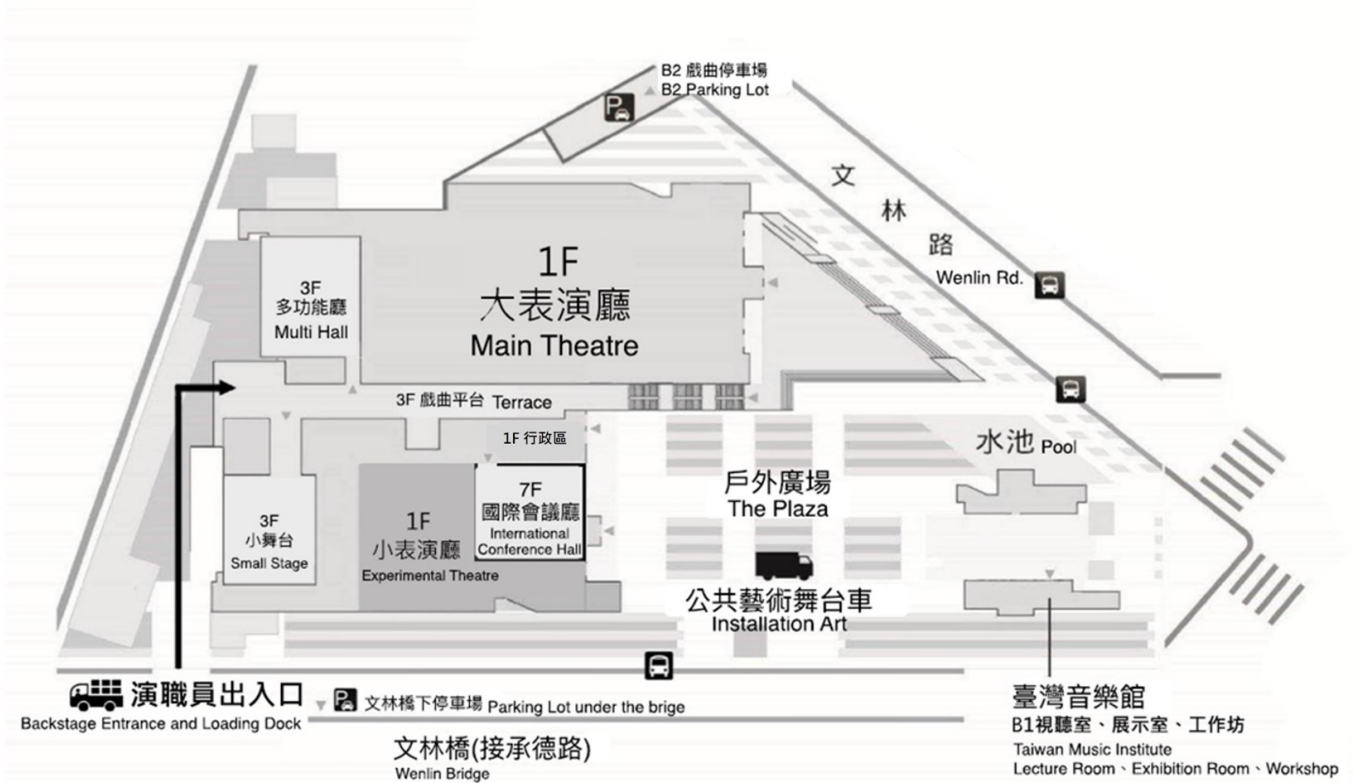 B2 戲曲停車場
B2 Parking Lot
P
文
林
路
Wenlin Rd.
1F
大表演廳
Main Theatre
3F
多功能廳
Multi Hall
3F 戲曲平台 Terrace
1F 行政區
水池 Pool
7F
國際會議廳
International
Conference Hall
戶外廣場
The Plaza
3F
小舞台
Small Stage
1F
小表演廳
Experimental Theatre
公共藝術舞台車
Installation Art
演職員出入口
Backstage Entrance and Loading Dock
P 文林橋下停車場 Parking Lot under the brige
文林橋(接承德路)
Wenlin Bridge
臺灣音樂館
B1視聽室、展示室、工作坊
Taiwan Music Institute
Lecture Room、Exhibition Room、Workshop